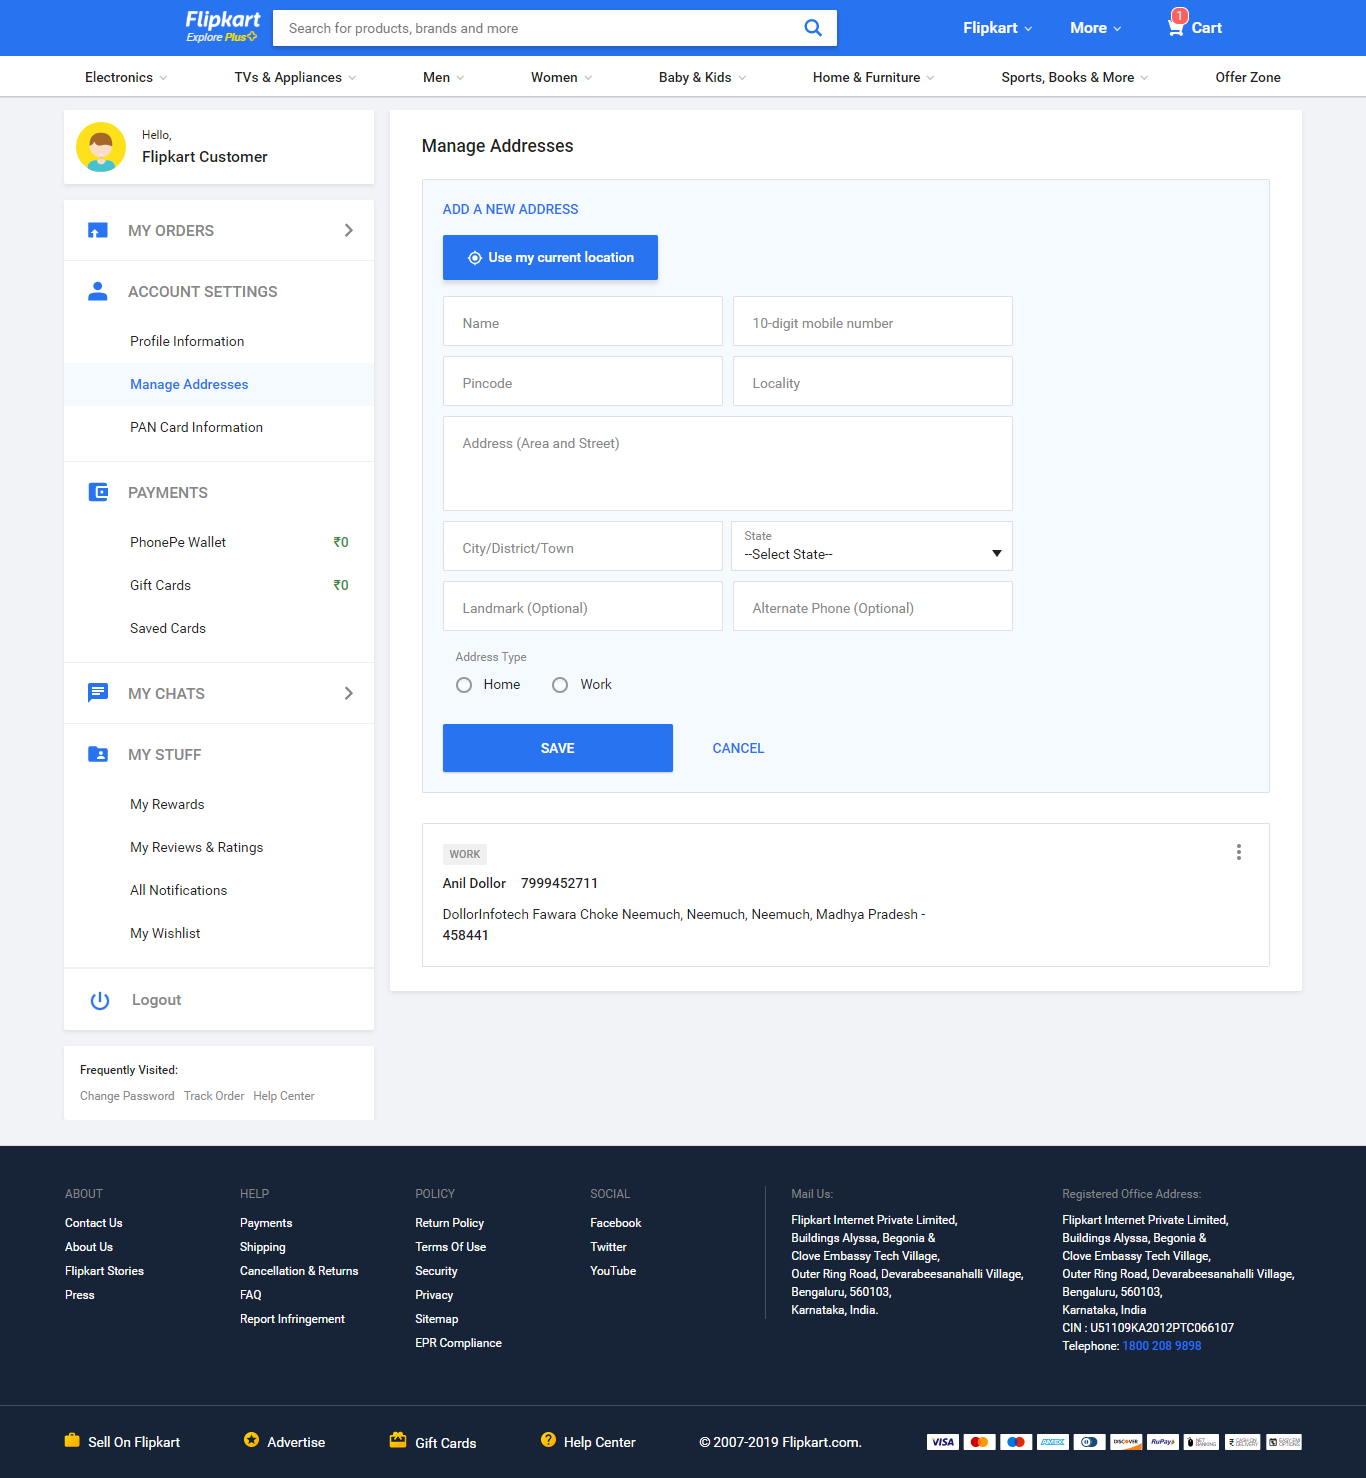 Flipkart
Explore Plus
Search for products, brands and more
Flipkart
More
1
Cart
Electronics
TVs & Appliances
Men
Women
Baby & Kids
Home & Furniture
Sports, Books & More
Offer Zone
Hello,
Flipkart Customer
MY ORDERS
ACCOUNT SETTINGS
Profile Information
Manage Addresses
PAN Card Information
PAYMENTS
PhonePe Wallet ₹0
Gift Cards ₹0
Saved Cards
MY CHATS
MY STUFF
My Rewards
My Reviews & Ratings
All Notifications
My Wishlist
Logout
Frequently Visited:
Change Password Track Order Help Center
Manage Addresses
ADD A NEW ADDRESS
Use my current location
Name
10-digit mobile number
Pincode
Locality
Address (Area and Street)
City/District/Town
State
--Select State--
Landmark (Optional)
Alternate Phone (Optional)
Address Type
Home
Work
SAVE
CANCEL
WORK
Anil Dollor 7999452711
DollorInfotech Fawara Choke Neemuch, Neemuch, Neemuch, Madhya Pradesh -
458441
ABOUT
Contact Us
About Us
Flipkart Stories
Press
HELP
Payments
Shipping
Cancellation & Returns
FAQ
Report Infringement
POLICY
Return Policy
Terms Of Use
Security
Privacy
Sitemap
EPR Compliance
SOCIAL
Facebook
Twitter
YouTube
Mail Us:
Flipkart Internet Private Limited,
Buildings Alyssa, Begonia &
Clove Embassy Tech Village,
Outer Ring Road, Devarabeesanahalli Village,
Bengaluru, 560103,
Karnataka, India.
Registered Office Address:
Flipkart Internet Private Limited,
Buildings Alyssa, Begonia &
Clove Embassy Tech Village,
Outer Ring Road, Devarabeesanahalli Village,
Bengaluru, 560103,
Karnataka, India
CIN : U51109KA2012PTC066107
Telephone: 1800 208 9898
Sell On Flipkart
Advertise
Gift Cards
Help Center
© 2007-2019 Flipkart.com.
VISA
AMEX
DISCOVER
RuPay
NET BANKING
CASH ON DELIVERY
EASY EMI OPTIONS